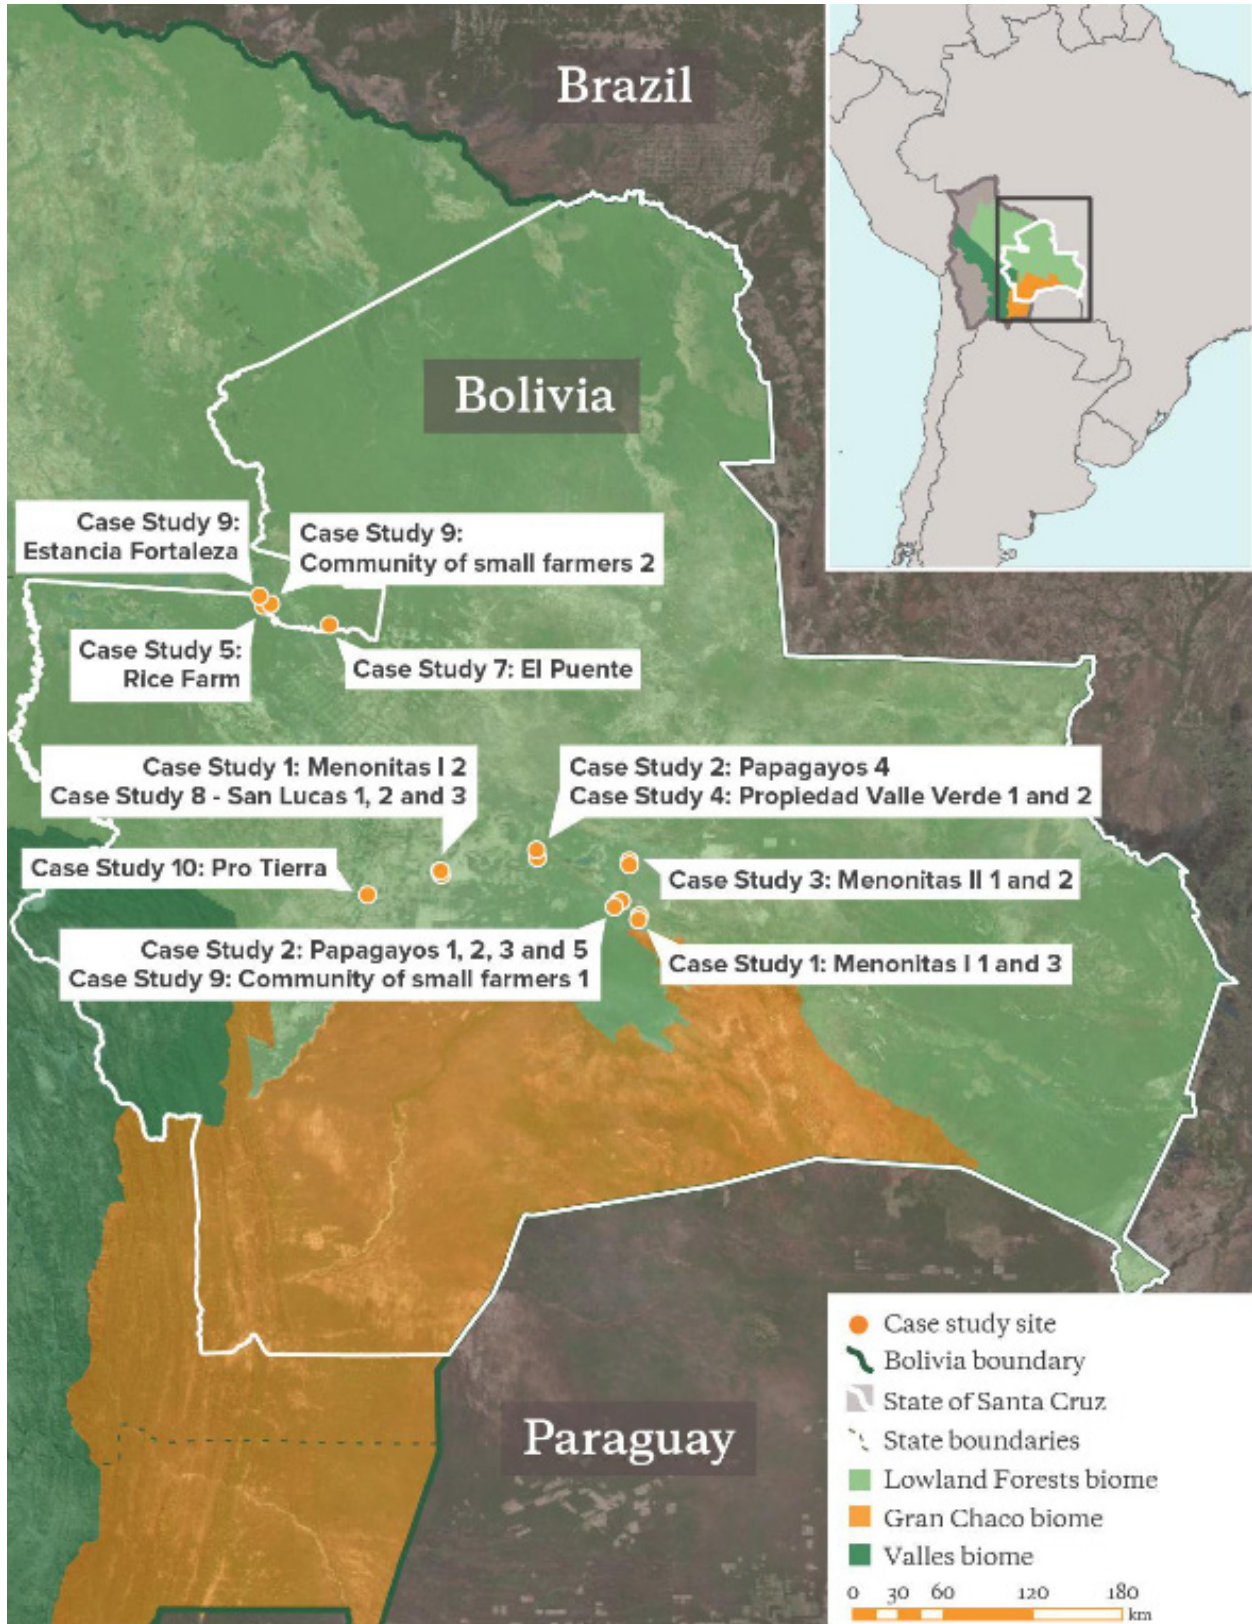 Brazil
Bolivia
Case Study 9:
Estancia Fortaleza
Case Study 9:
Community of small farmers 2
Case Study 5:
Rice Farm
Case Study 7: El Puente
Case Study 1: Menonitas I 2
Case Study 8 - San Lucas 1, 2 and 3
Case Study 2: Papagayos 4
Case Study 4: Propiedad Valle Verde 1 and 2
Case Study 10: Pro Tierra
Case Study 3: Menonitas II 1 and 2
Case Study 2: Papagayos 1, 2, 3 and 5
Case Study 9: Community of small farmers 1
Case Study 1: Menonitas I 1 and 3
Paraguay
Case study site
Bolivia boundary
State of Santa Cruz
State boundaries
Lowland Forests biome
Gran Chaco biome
Valles biome
0 30 60 120 180
km